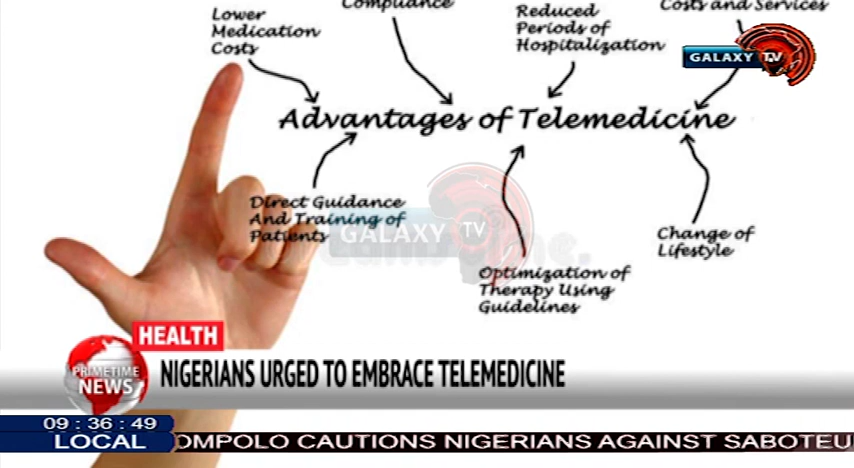 Compliance
Costs and Services
Lower
Medication
Costs
Reduced
Periods of
Hospitalization
GALAXY TV
Advantages of Telemedicine
Direct Guidance
And Training of
Patients
GALAXY TV
Change of
Lifestyle
Optimization of
Therapy Using
Guidelines
HEALTH
PRIMETIME
NEWS
NIGERIANS URGED TO EMBRACE TELEMEDICINE
09 : 36 : 49
LOCAL
OMPOLO CAUTIONS NIGERIANS AGAINST SABOTEU